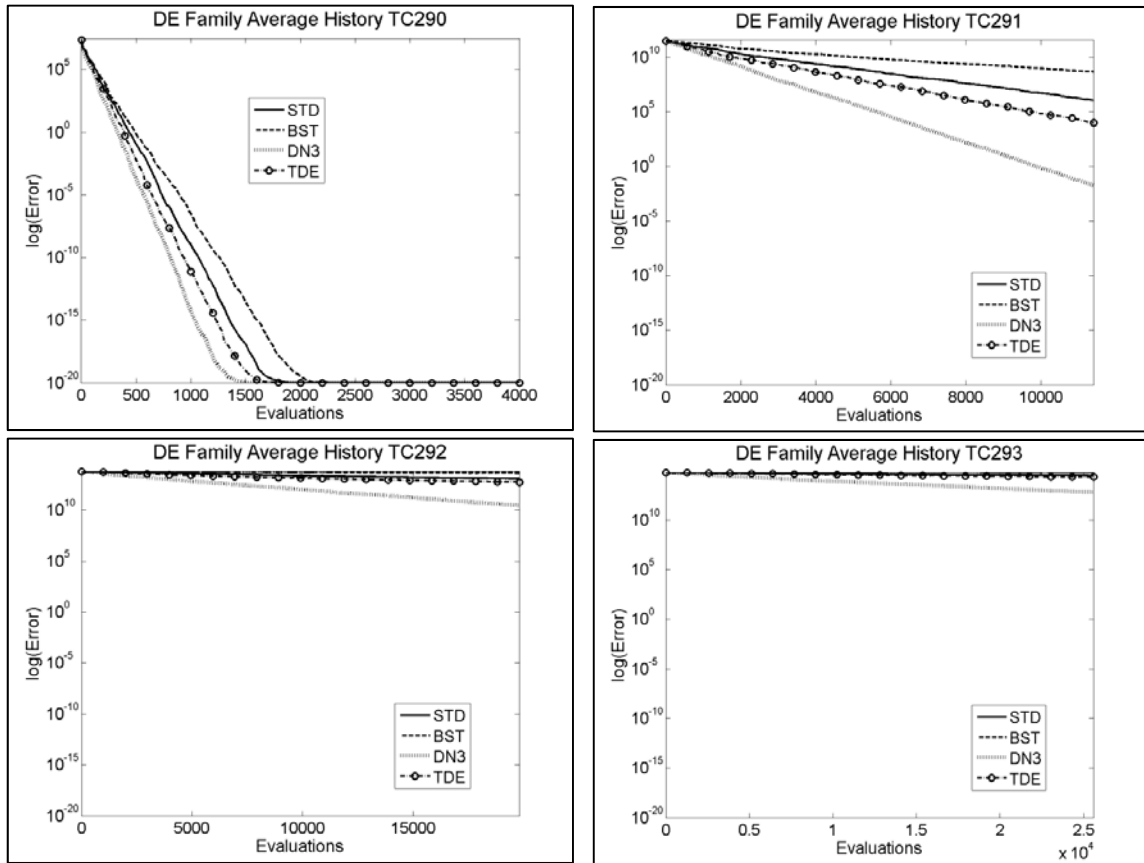 DE Family Average History TC290
10^5
10^0
10^-5
10^-10
10^-15
10^-20
log(Error)
STD
BST
DN3
TDE
0 500 1000 1500 2000 2500 3000 3500 4000
Evaluations
DE Family Average History TC291
10^10
10^5
10^0
10^-5
10^-10
10^-15
10^-20
log(Error)
STD
BST
DN3
TDE
0 2000 4000 6000 8000 10000
Evaluations
DE Family Average History TC292
10^10
10^5
10^0
10^-5
10^-10
10^-15
10^-20
log(Error)
STD
BST
DN3
TDE
0 5000 10000 15000
Evaluations
DE Family Average History TC293
10^10
10^5
10^0
10^-5
10^-10
10^-15
10^-20
log(Error)
STD
BST
DN3
TDE
0 0.5 1 1.5 2 2.5
Evaluations
x 10^4